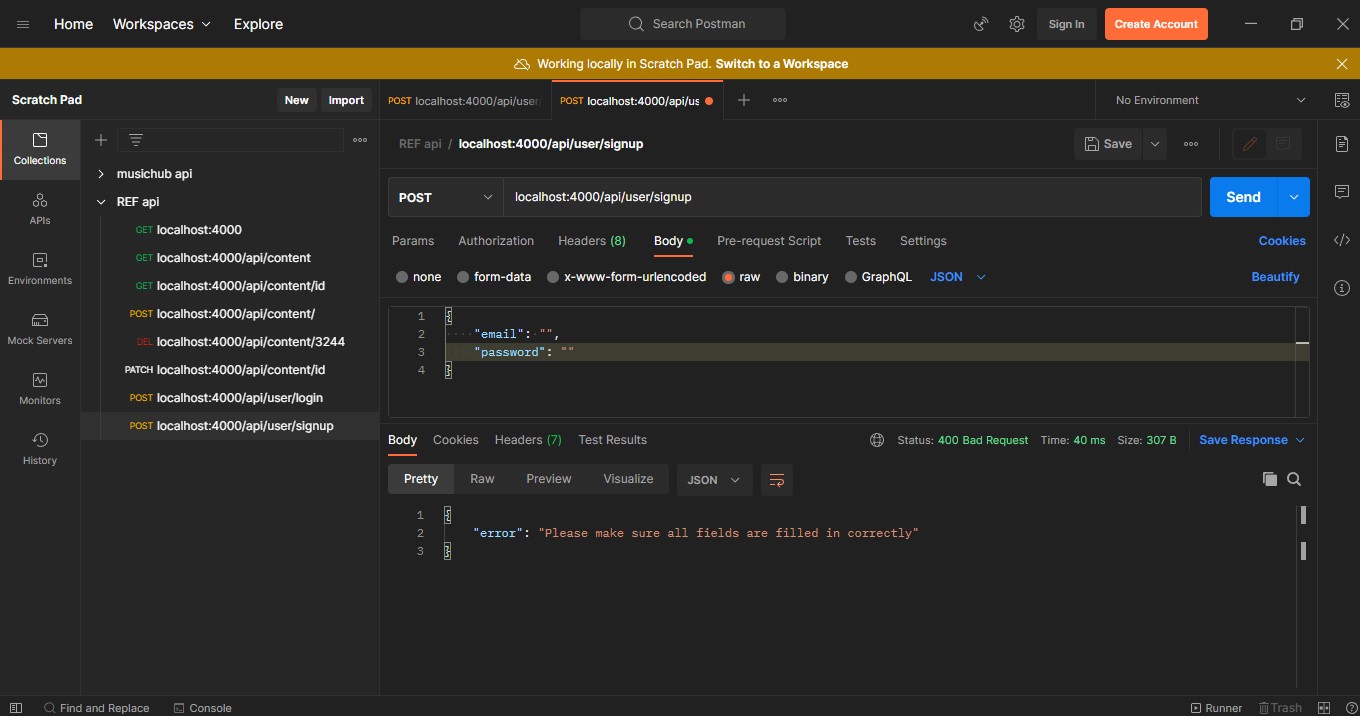 Home Workspaces Explore Search Postman Sign In Create Account
Working locally in Scratch Pad. Switch to a Workspace
Scratch Pad New Import POST localhost:4000/api/user POST localhost:4000/api/us No Environment
Collections
APIs
Environments
Mock Servers
Monitors
History
musichub api
REF api
GET localhost:4000
GET localhost:4000/api/content
GET localhost:4000/api/content/id
POST localhost:4000/api/content/
DEL localhost:4000/api/content/3244
PATCH localhost:4000/api/content/id
POST localhost:4000/api/user/login
POST localhost:4000/api/user/signup
REF api / localhost:4000/api/user/signup Save
POST localhost:4000/api/user/signup Send
Params Authorization Headers (8) Body Pre-request Script Tests Settings Cookies
none form-data x-www-form-urlencoded raw binary GraphQL JSON Beautify
1 {
2 "email": "",
3 "password": ""
4 }
Body Cookies Headers (7) Test Results Status: 400 Bad Request Time: 40 ms Size: 307 B Save Response
Pretty Raw Preview Visualize JSON
1 {
2 "error": "Please make sure all fields are filled in correctly"
3 }
Find and Replace Console Runner Trash